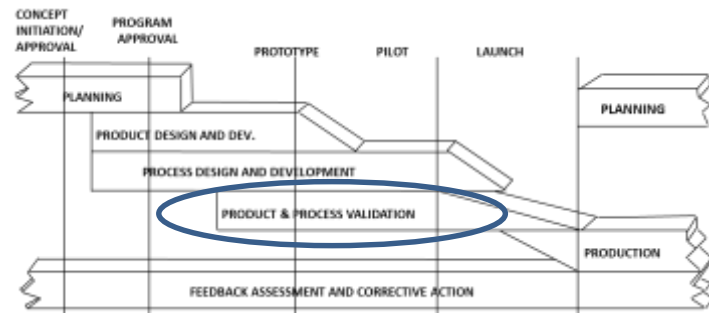 CONCEPT
INITIATION/
APPROVAL
PROGRAM
APPROVAL
PROTOTYPE
PILOT
LAUNCH
PLANNING
PLANNING
PRODUCT DESIGN AND DEV.
PROCESS DESIGN AND DEVELOPMENT
PRODUCT & PROCESS VALIDATION
PRODUCTION
FEEDBACK ASSESSMENT AND CORRECTIVE ACTION